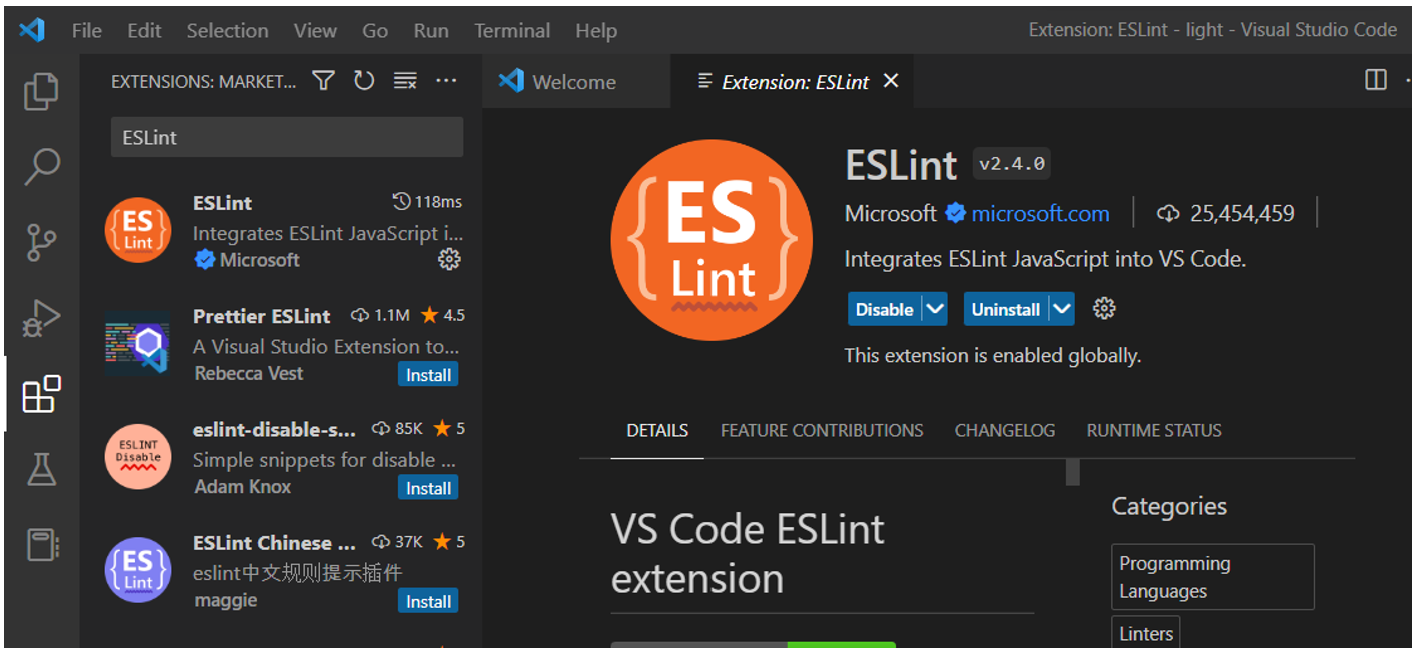 File Edit Selection View Go Run Terminal Help
Extension: ESLint - light - Visual Studio Code
EXTENSIONS: MARKET...
ESLint
ES
Lint
ESLint 118ms
Integrates ESLint JavaScript i...
Microsoft
Prettier ESLint 1.1M 4.5
A Visual Studio Extension to...
Rebecca Vest Install
ESLINT
Disable
eslint-disable-s... 85K 5
Simple snippets for disable ...
Adam Knox Install
ES
Lint
ESLint Chinese ... 37K 5
eslint中文规则提示插件
maggie Install
Welcome
Extension: ESLint
ES
Lint
ESLint v2.4.0
Microsoft microsoft.com 25,454,459
Integrates ESLint JavaScript into VS Code.
Disable Uninstall
This extension is enabled globally.
DETAILS FEATURE CONTRIBUTIONS CHANGELOG RUNTIME STATUS
VS Code ESLint
extension
Categories
Programming
Languages
Linters